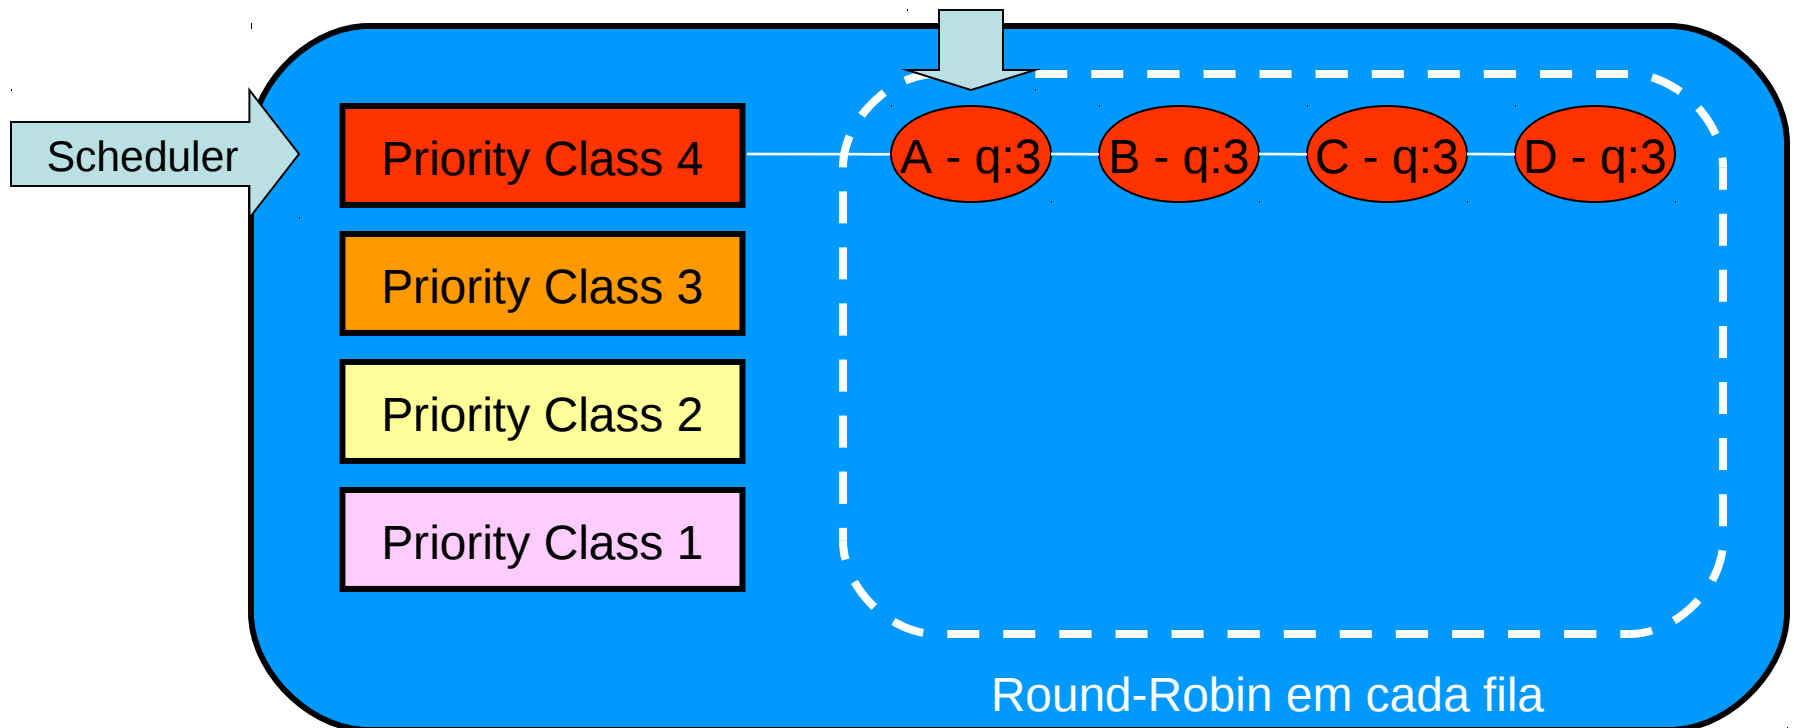 Scheduler
Priority Class 4
A - q:3
B - q:3
C - q:3
D - q:3
Priority Class 3
Priority Class 2
Priority Class 1
Round-Robin em cada fila